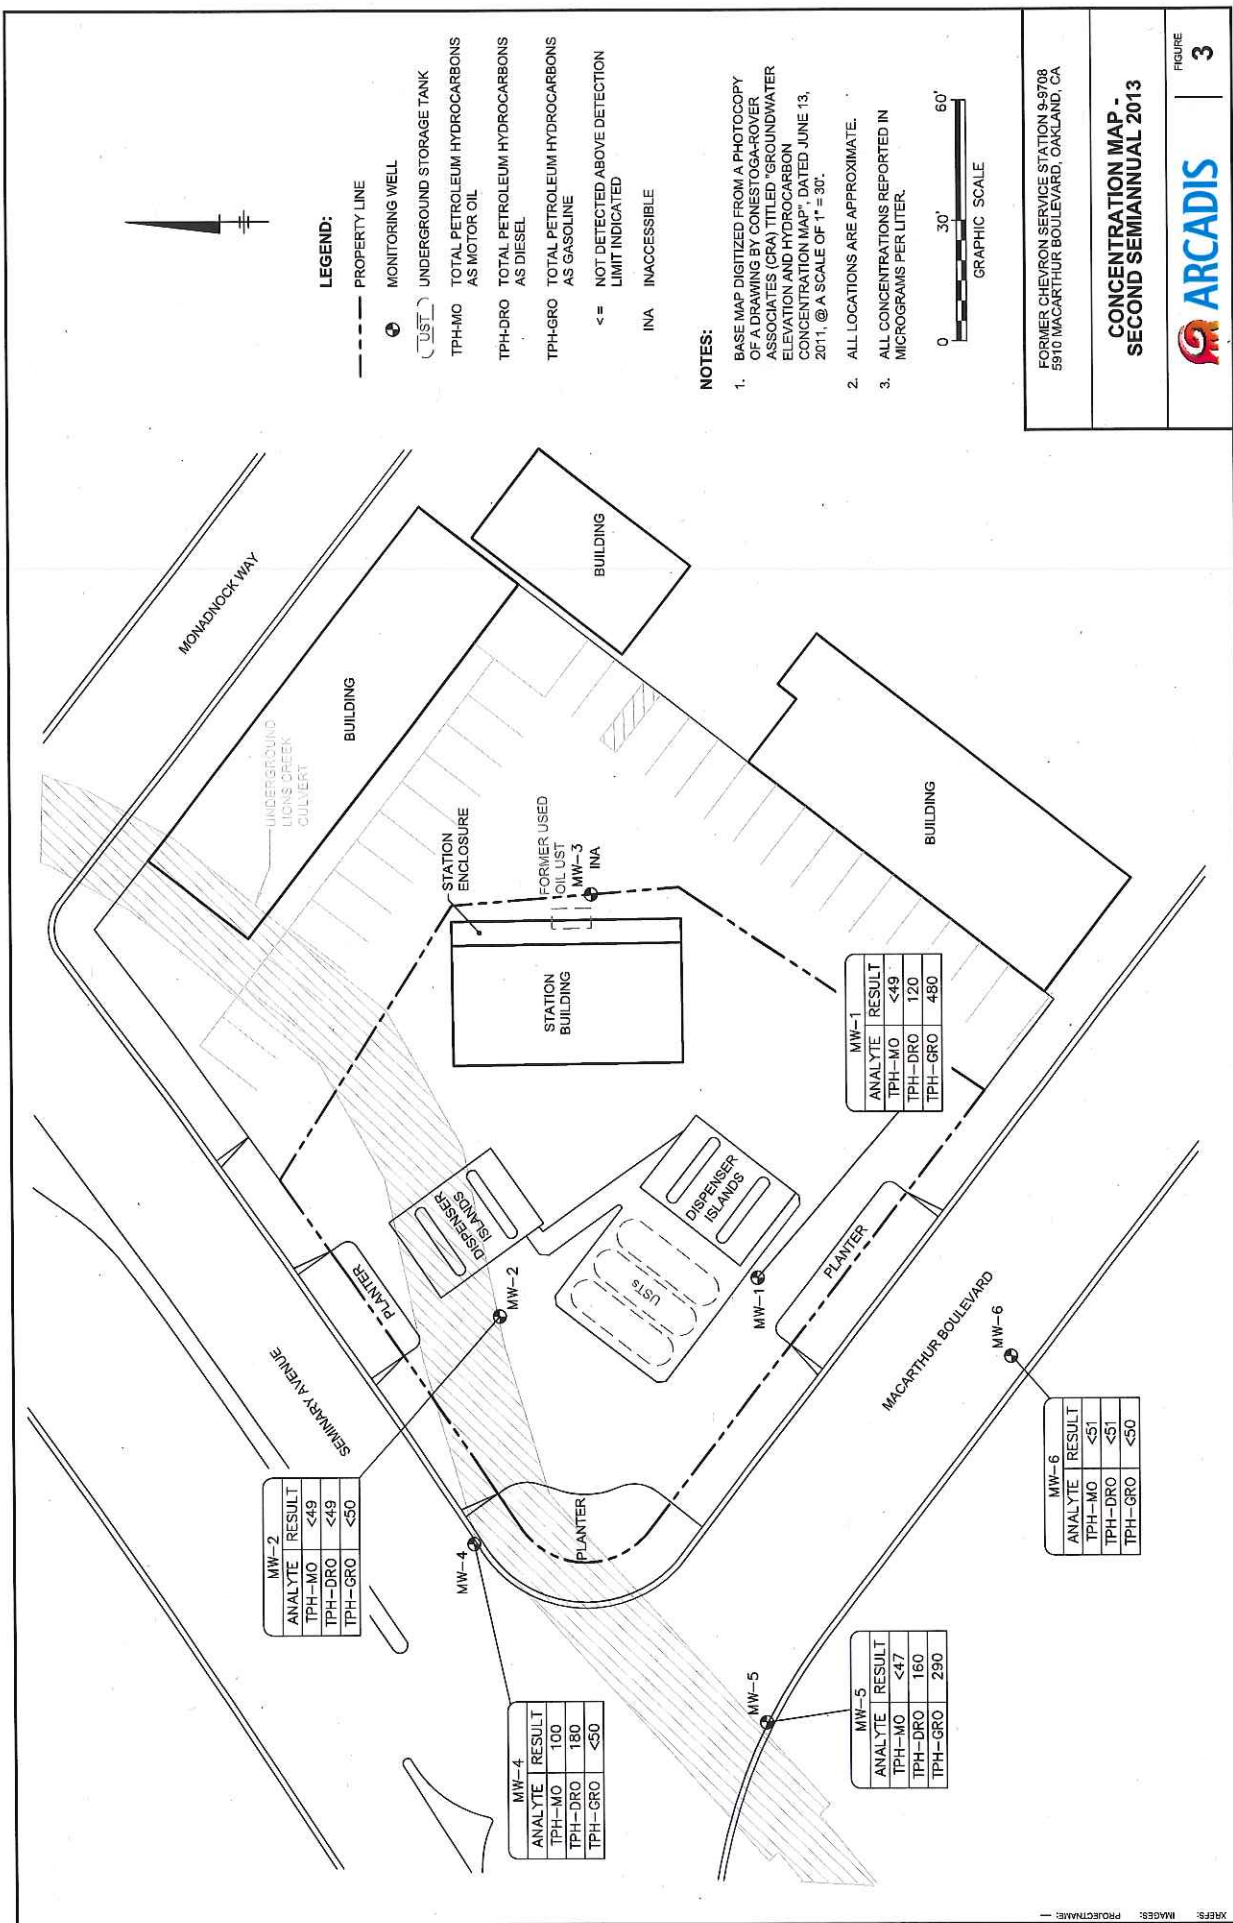 LEGEND:
PROPERTY LINE
MONITORING WELL
UST
UNDERGROUND STORAGE TANK
TPH-MO
TOTAL PETROLEUM HYDROCARBONS
AS MOTOR OIL
TPH-DRO
TOTAL PETROLEUM HYDROCARBONS
AS DIESEL
TPH-GRO
TOTAL PETROLEUM HYDROCARBONS
AS GASOLINE
<=
NOT DETECTED ABOVE DETECTION
LIMIT INDICATED
INA
INACCESSIBLE
NOTES:
1. BASE MAP DIGITIZED FROM A PHOTOCOPY
OF A DRAWING BY CONESTOGA-ROVER
ASSOCIATES (CRA) TITLED "GROUNDWATER
ELEVATION AND HYDROCARBON
CONCENTRATION MAP", DATED JUNE 13,
2011, @ A SCALE OF 1" = 30'.
2. ALL LOCATIONS ARE APPROXIMATE.
3. ALL CONCENTRATIONS REPORTED IN
MICROGRAMS PER LITER.
0 30' 60'
GRAPHIC SCALE
FORMER CHEVRON SERVICE STATION 9-9708
5910 MACARTHUR BOULEVARD, OAKLAND, CA
CONCENTRATION MAP -
SECOND SEMIANNUAL 2013
ARCADIS
FIGURE
3
MONADNOCK WAY
UNDERGROUND
LIONS CREEK
CULVERT
BUILDING
BUILDING
BUILDING
STATION
ENCLOSURE
FORMER USED
OIL UST
MW-3
INA
STATION
BUILDING
DISPENSER
ISLANDS
DISPENSER
ISLANDS
USTs
PLANTER
PLANTER
PLANTER
SEMINARY AVENUE
MACARTHUR BOULEVARD
MW-2
MW-1
MW-4
MW-5
MW-6
MW-2
ANALYTE RESULT
TPH-MO <49
TPH-DRO <49
TPH-GRO <50
MW-1
ANALYTE RESULT
TPH-MO <49
TPH-DRO 120
TPH-GRO 480
MW-4
ANALYTE RESULT
TPH-MO 100
TPH-DRO 180
TPH-GRO <50
MW-5
ANALYTE RESULT
TPH-MO <47
TPH-DRO 160
TPH-GRO 290
MW-6
ANALYTE RESULT
TPH-MO <51
TPH-DRO <51
TPH-GRO <50
XREFS: IMAGES: PROJECTNAME: —